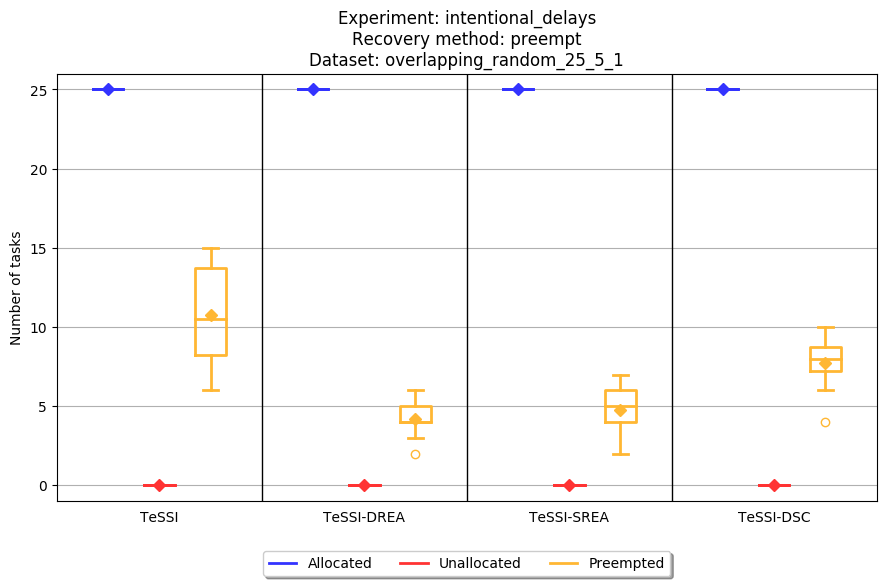 Experiment: intentional_delays
Recovery method: preempt
Dataset: overlapping_random_25_5_1
Number of tasks
25
20
15
10
5
0
TeSSI TeSSI-DREA TeSSI-SREA TeSSI-DSC
Allocated Unallocated Preempted